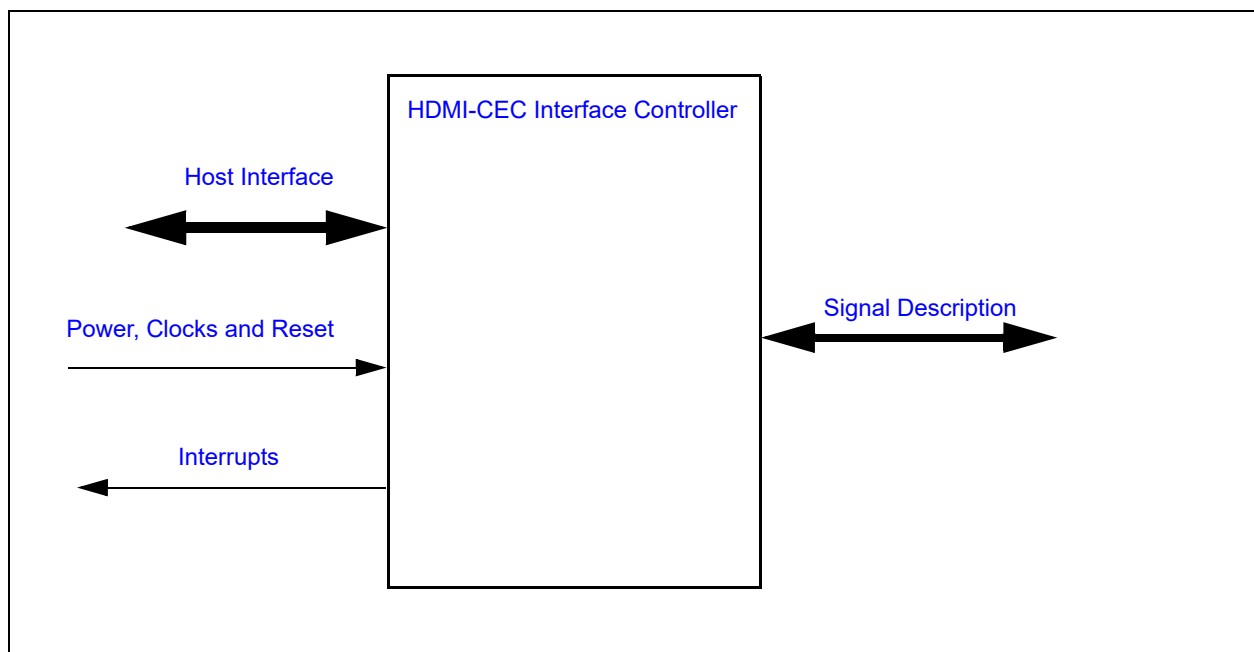 HDMI-CEC Interface Controller
Host Interface
Signal Description
Power, Clocks and Reset
Interrupts